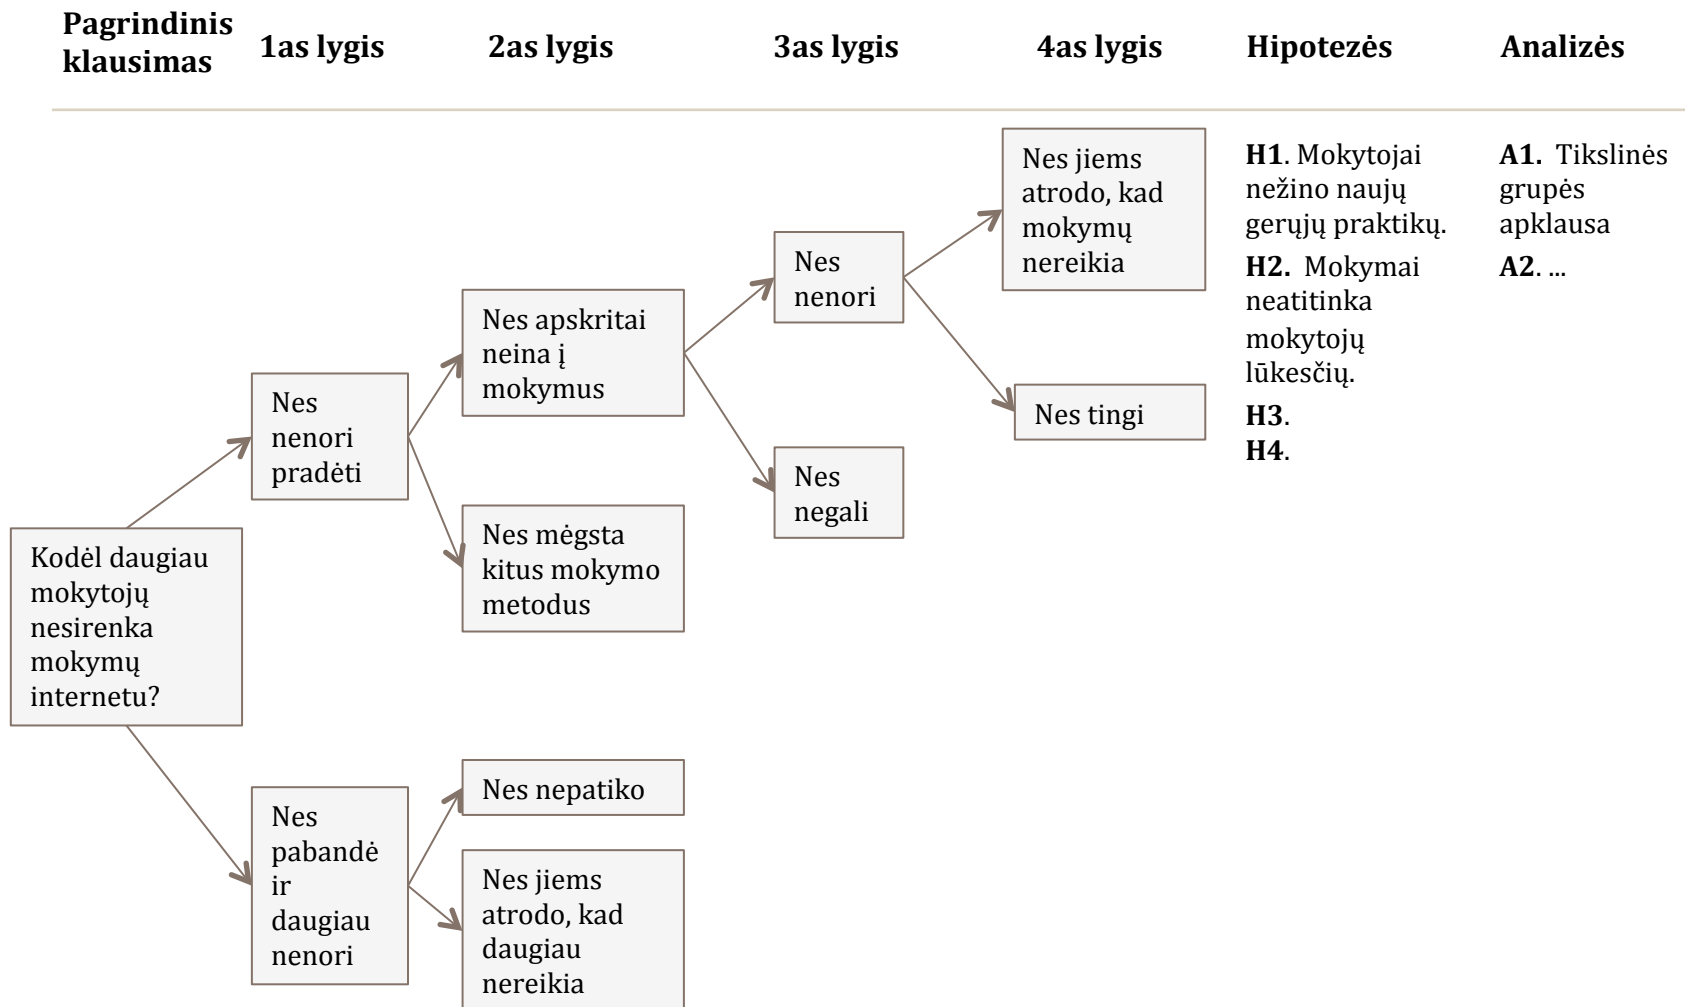 Pagrindinis
klausimas
1as lygis
2as lygis
3as lygis
4as lygis
Hipotezės
Analizės
Kodėl daugiau
mokytojų
nesirenka
mokymų
internetu?
Nes
nenori
pradėti
Nes
pabandė
ir
daugiau
nenori
Nes apskritai
neina į
mokymus
Nes mėgsta
kitus mokymo
metodus
Nes nepatiko
Nes jiems
atrodo, kad
daugiau
nereikia
Nes
nenori
Nes
negali
Nes jiems
atrodo, kad
mokymų
nereikia
Nes tingi
H1. Mokytojai
nežino naujų
gerųjų praktikų.
H2. Mokymai
neatitinka
mokytojų
lūkesčių.
H3.
H4.
A1. Tikslinės
grupės
apklausa
A2. ...